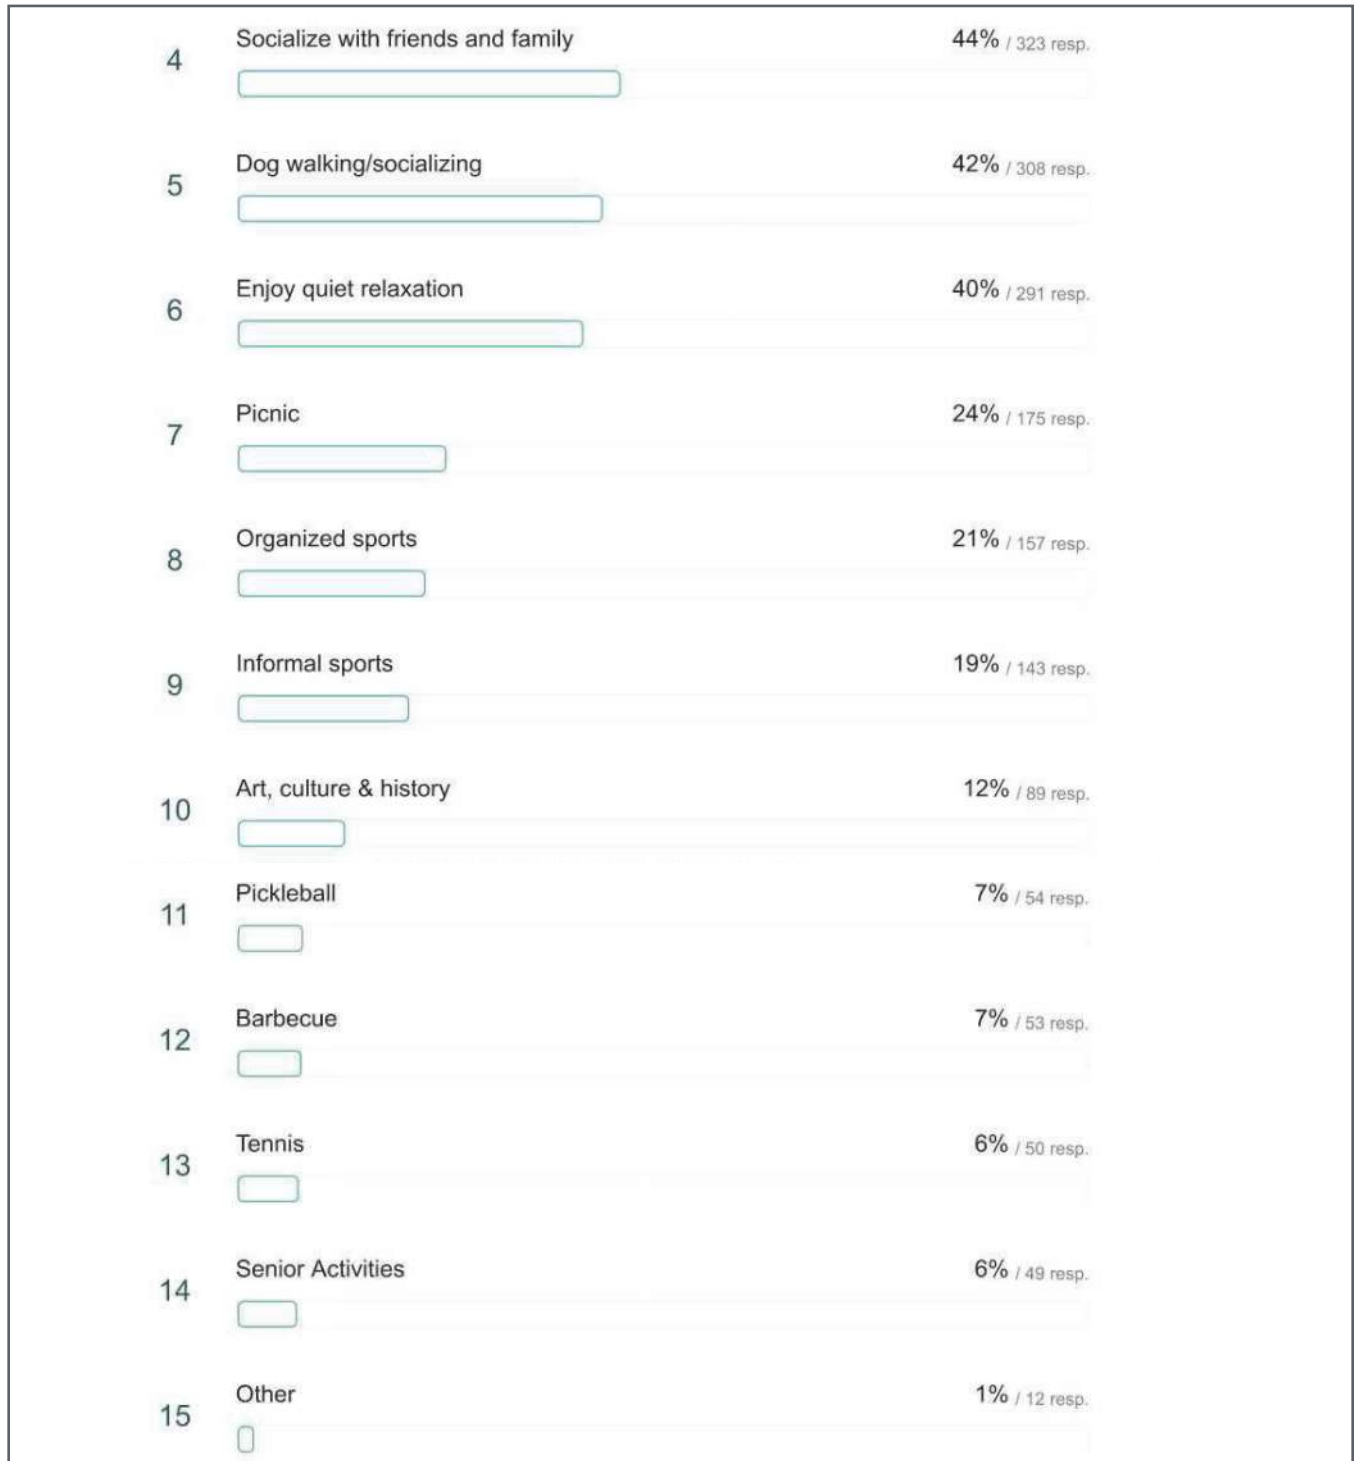 4 Socialize with friends and family 44% / 323 resp.
5 Dog walking/socializing 42% / 308 resp.
6 Enjoy quiet relaxation 40% / 291 resp.
7 Picnic 24% / 175 resp.
8 Organized sports 21% / 157 resp.
9 Informal sports 19% / 143 resp.
10 Art, culture & history 12% / 89 resp.
11 Pickleball 7% / 54 resp.
12 Barbecue 7% / 53 resp.
13 Tennis 6% / 50 resp.
14 Senior Activities 6% / 49 resp.
15 Other 1% / 12 resp.